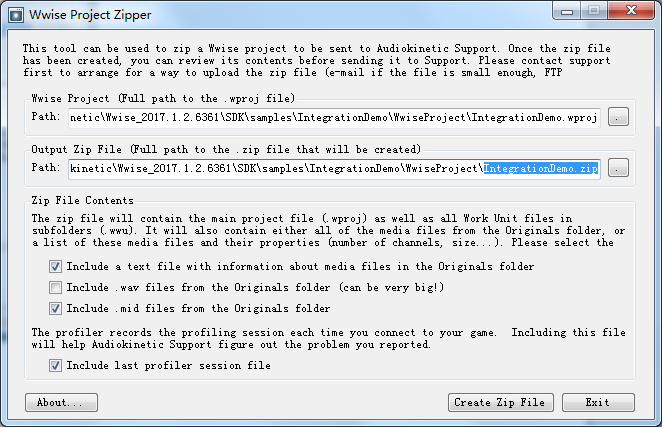 Wwise Project Zipper
This tool can be used to zip a Wwise project to be sent to Audiokinetic Support. Once the zip file
has been created, you can review its contents before sending it to Support. Please contact support
first to arrange for a way to upload the zip file (e-mail if the file is small enough, FTP
Wwise Project (Full path to the .wproj file)
Path: netic\Wwise_2017.1.2.6361\SDK\samples\IntegrationDemo\WwiseProject\IntegrationDemo.wproj .
Output Zip File (Full path to the .zip file that will be created)
Path: kinetic\Wwise_2017.1.2.6361\SDK\samples\IntegrationDemo\WwiseProject\IntegrationDemo.zip .
Zip File Contents
The zip file will contain the main project file (.wproj) as well as all Work Unit files in
subfolders (.wwu). It will also contain either all of the media files from the Originals folder, or
a list of these media files and their properties (number of channels, size...). Please select the
Include a text file with information about media files in the Originals folder
Include .wav files from the Originals folder (can be very big!)
Include .mid files from the Originals folder
The profiler records the profiling session each time you connect to your game.  Including this file
will help Audiokinetic Support figure out the problem you reported.
Include last profiler session file
About... Create Zip File Exit